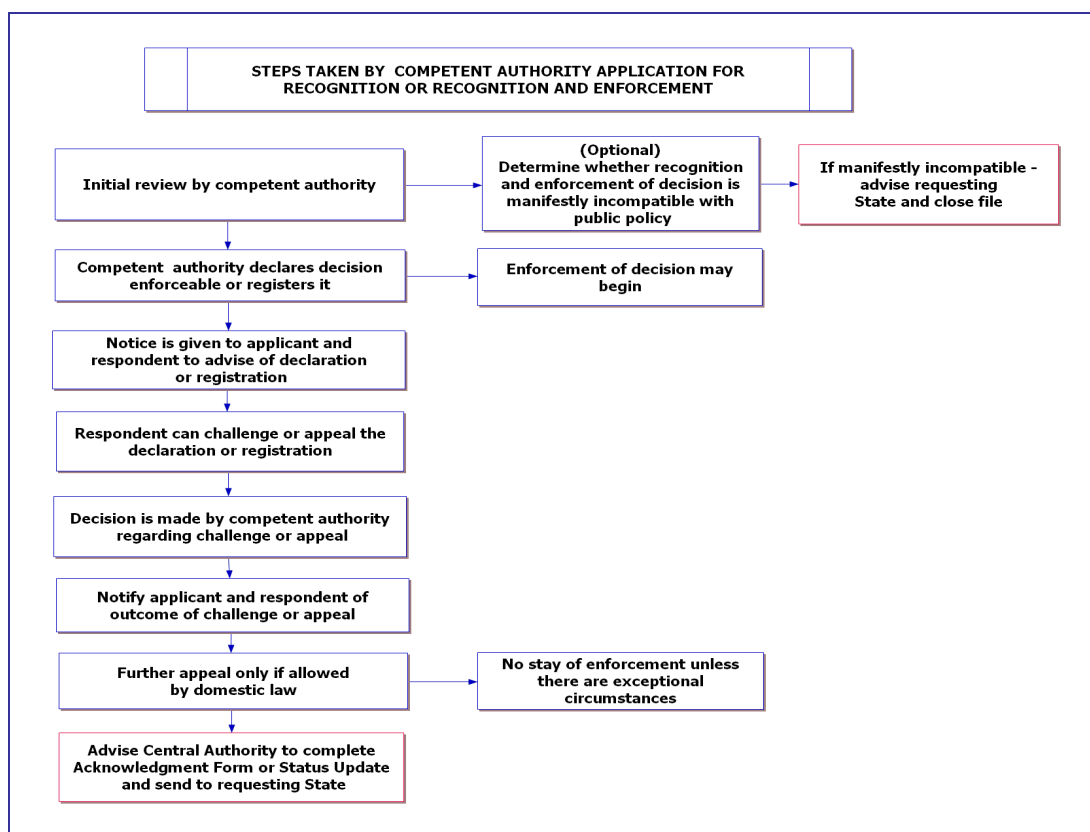 STEPS TAKEN BY COMPETENT AUTHORITY APPLICATION FOR
RECOGNITION OR RECOGNITION AND ENFORCEMENT
Initial review by competent authority
(Optional)
Determine whether recognition
and enforcement of decision is
manifestly incompatible with
public policy
If manifestly incompatible -
advise requesting
State and close file
Competent authority declares decision
enforceable or registers it
Enforcement of decision may
begin
Notice is given to applicant and
respondent to advise of declaration
or registration
Respondent can challenge or appeal the
declaration or registration
Decision is made by competent authority
regarding challenge or appeal
Notify applicant and respondent of
outcome of challenge or appeal
Further appeal only if allowed
by domestic law
No stay of enforcement unless
there are exceptional
circumstances
Advise Central Authority to complete
Acknowledgment Form or Status Update
and send to requesting State